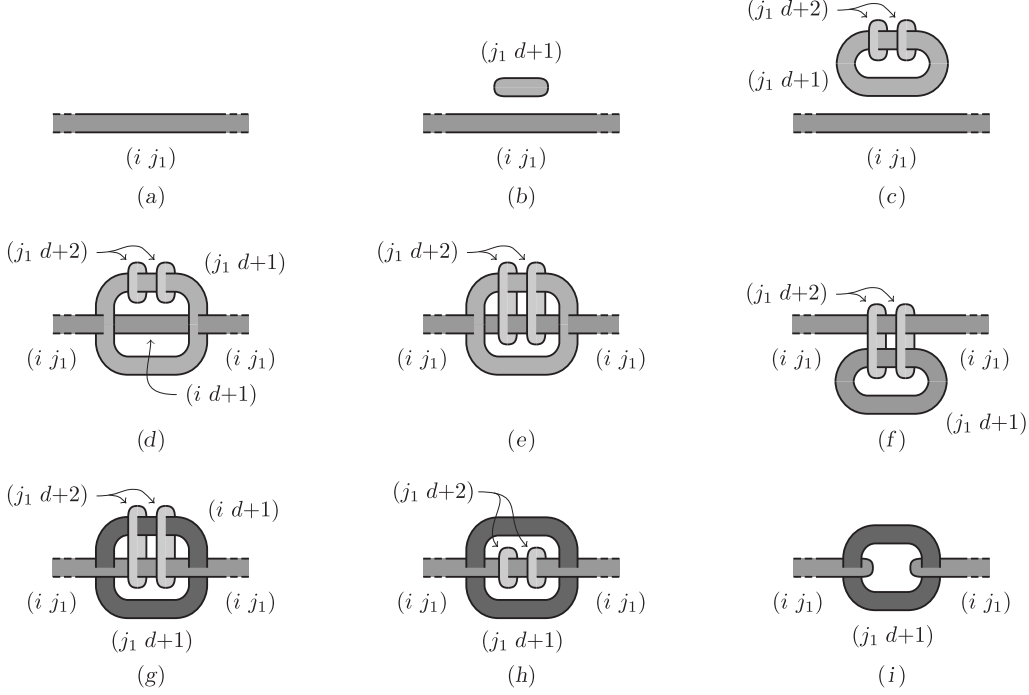 (i j₁)
(a)
(j₁ d+1)
(i j₁)
(b)
(j₁ d+2)
(j₁ d+1)
(i j₁)
(c)
(j₁ d+2)
(j₁ d+1)
(i j₁)
(i j₁)
(i d+1)
(d)
(j₁ d+2)
(i j₁)
(i j₁)
(e)
(j₁ d+2)
(i j₁)
(i j₁)
(j₁ d+1)
(f)
(j₁ d+2)
(i d+1)
(i j₁)
(i j₁)
(j₁ d+1)
(g)
(j₁ d+2)
(i j₁)
(i j₁)
(j₁ d+1)
(h)
(i j₁)
(i j₁)
(j₁ d+1)
(i)